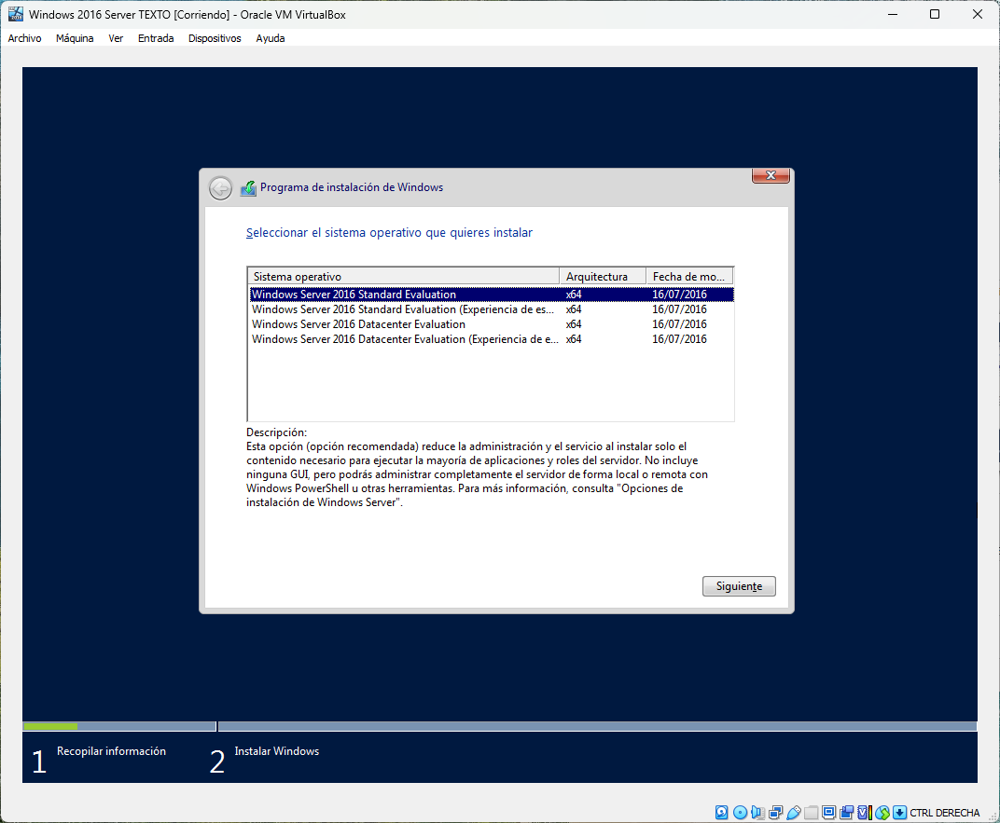 Windows 2016 Server TEXTO [Corriendo] - Oracle VM VirtualBox
Archivo Máquina Ver Entrada Dispositivos Ayuda
Programa de instalación de Windows
Seleccionar el sistema operativo que quieres instalar
Sistema operativo Arquitectura Fecha de mo...
Windows Server 2016 Standard Evaluation x64 16/07/2016
Windows Server 2016 Standard Evaluation (Experiencia de es... x64 16/07/2016
Windows Server 2016 Datacenter Evaluation x64 16/07/2016
Windows Server 2016 Datacenter Evaluation (Experiencia de e... x64 16/07/2016
Descripción:
Esta opción (opción recomendada) reduce la administración y el servicio al instalar solo el
contenido necesario para ejecutar la mayoría de aplicaciones y roles del servidor. No incluye
ninguna GUI, pero podrás administrar completamente el servidor de forma local o remota con
Windows PowerShell u otras herramientas. Para más información, consulta "Opciones de
instalación de Windows Server".
Siguiente
1 Recopilar información 2 Instalar Windows
CTRL DERECHA